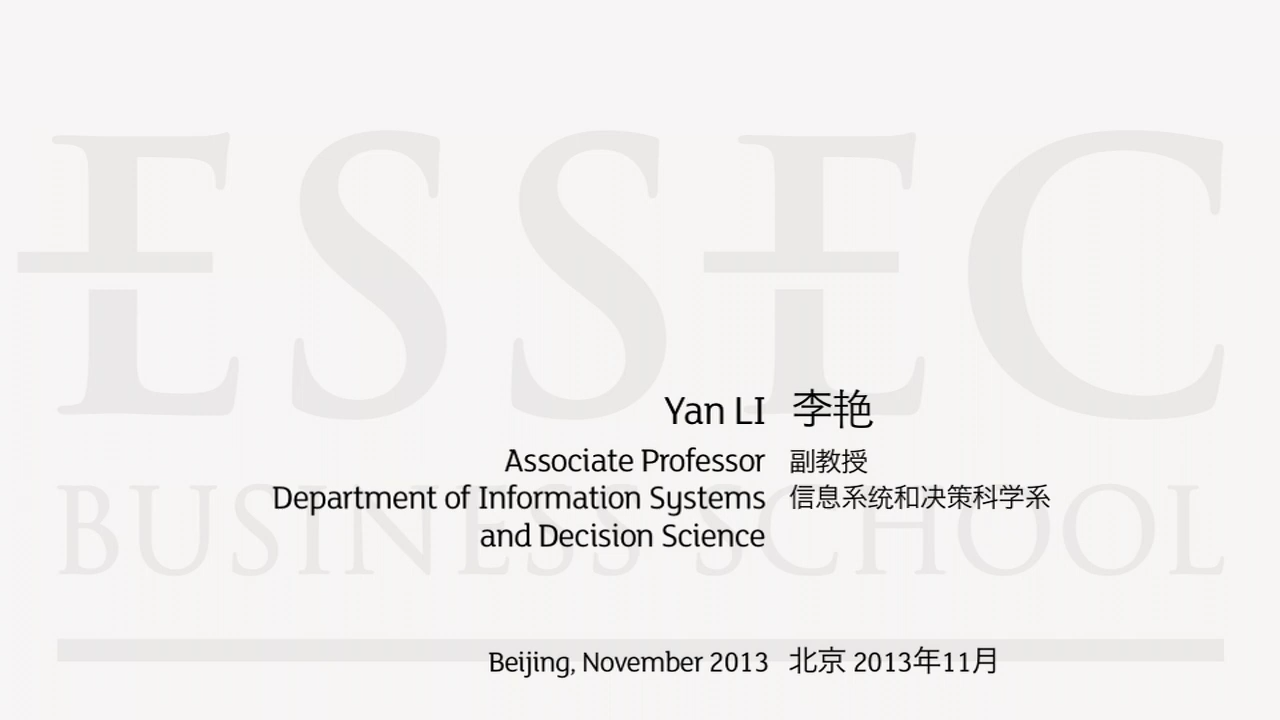 ESSEC
BUSINESS SCHOOL
Yan LI 李艳
Associate Professor 副教授
Department of Information Systems 信息系统和决策科学系
and Decision Science
Beijing, November 2013 北京 2013年11月